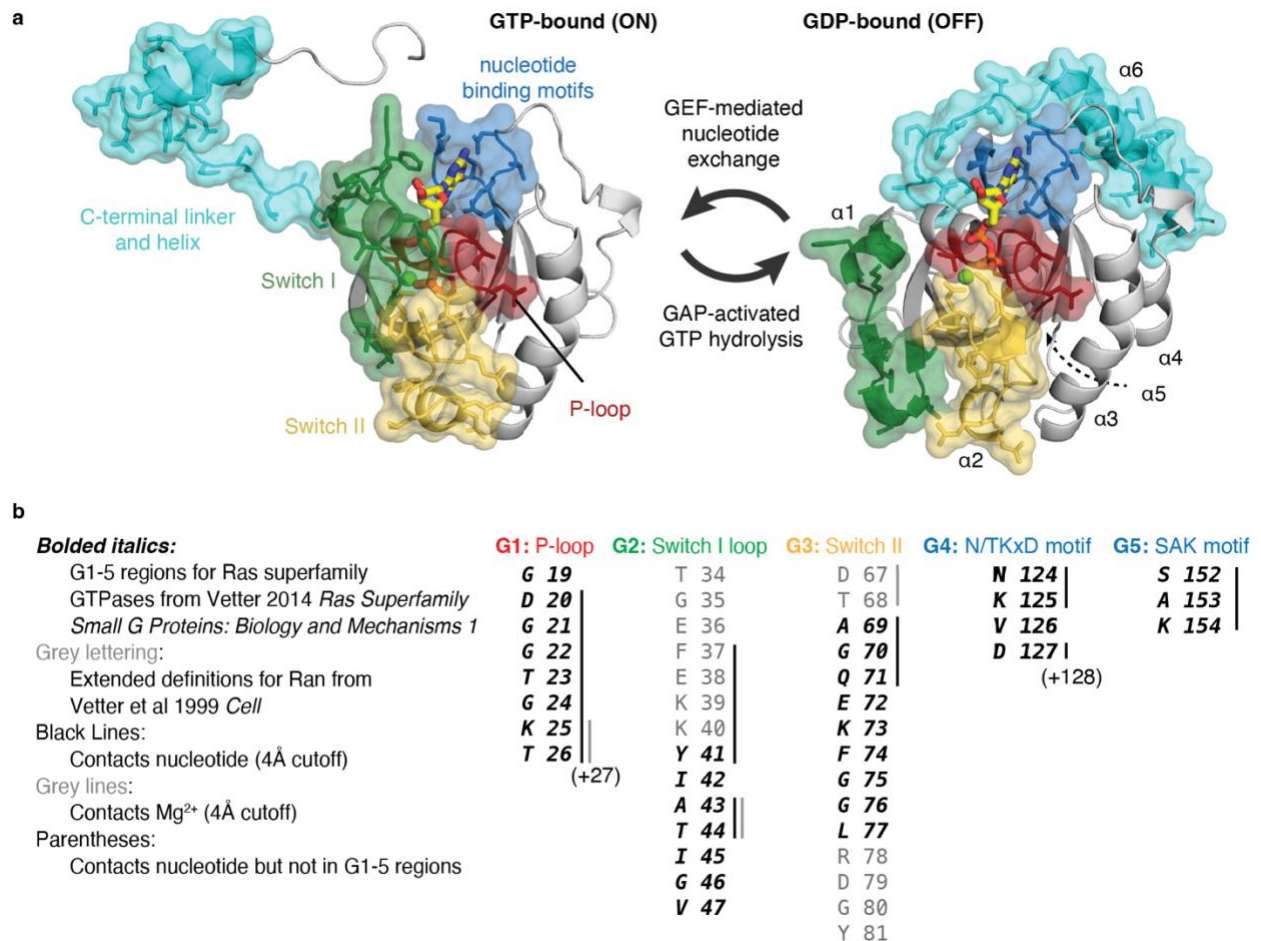 a
GTP-bound (ON)
GDP-bound (OFF)
nucleotide
binding motifs
C-terminal linker
and helix
Switch I
Switch II
P-loop
GEF-mediated
nucleotide
exchange
GAP-activated
GTP hydrolysis
α6
α1
α4
α5
α3
α2
b
Bolded italics:
G1-5 regions for Ras superfamily
GTPases from Vetter 2014 Ras Superfamily
Small G Proteins: Biology and Mechanisms 1
Grey lettering:
Extended definitions for Ran from
Vetter et al 1999 Cell
Black Lines:
Contacts nucleotide (4Å cutoff)
Grey lines:
Contacts Mg²⁺ (4Å cutoff)
Parentheses:
Contacts nucleotide but not in G1-5 regions
G1: P-loop
G 19
D 20
G 21
G 22
T 23
G 24
K 25
T 26
(+27)
G2: Switch I loop
T 34
G 35
E 36
F 37
E 38
K 39
K 40
Y 41
I 42
A 43
T 44
I 45
G 46
V 47
G3: Switch II
D 67
T 68
A 69
G 70
Q 71
E 72
K 73
F 74
G 75
G 76
L 77
R 78
D 79
G 80
Y 81
G4: N/TKxD motif
N 124
K 125
V 126
D 127
(+128)
G5: SAK motif
S 152
A 153
K 154